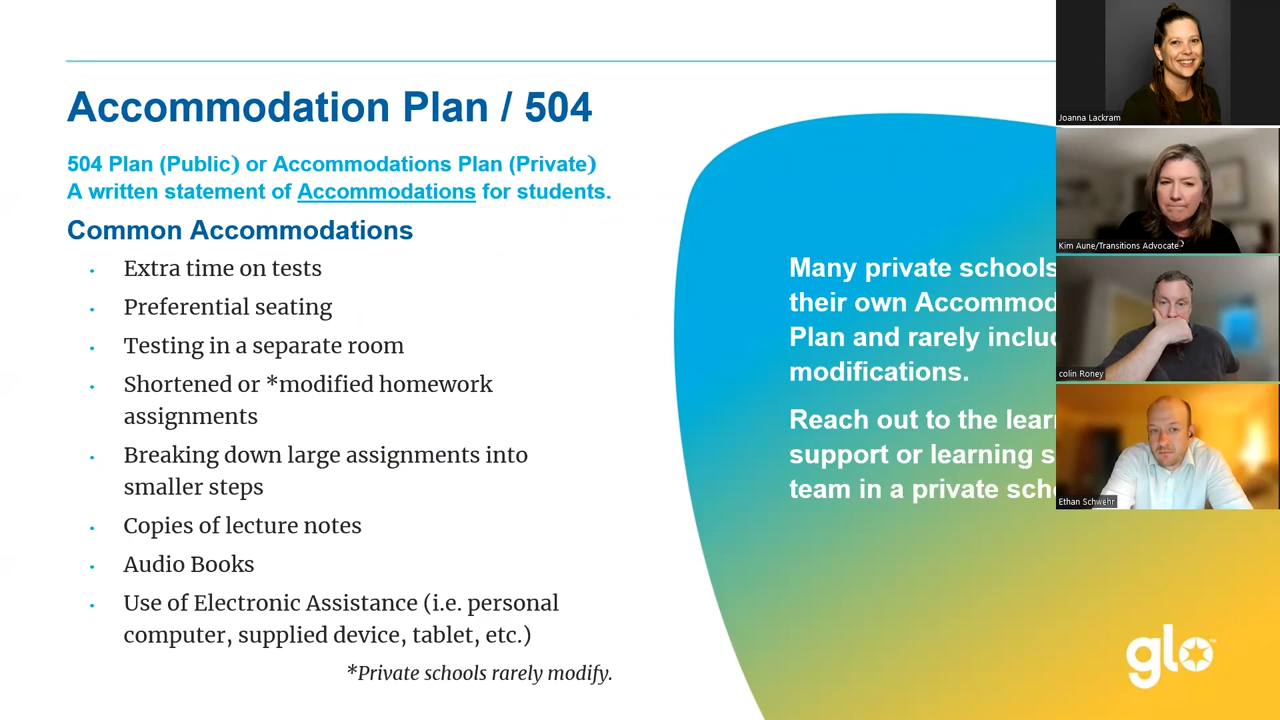 Accommodation Plan / 504
504 Plan (Public) or Accommodations Plan (Private)
A written statement of Accommodations for students.
Common Accommodations
• Extra time on tests
• Preferential seating
• Testing in a separate room
• Shortened or *modified homework
assignments
• Breaking down large assignments into
smaller steps
• Copies of lecture notes
• Audio Books
• Use of Electronic Assistance (i.e. personal
computer, supplied device, tablet, etc.)
*Private schools rarely modify.
Many private schools
their own
Plan and rarely
modifications.
Reach out to the
support or learning
team in a private
glo™
Joanna Lackram
Kim Aune/Transitions Advocate
colin Roney
Ethan Schwehr